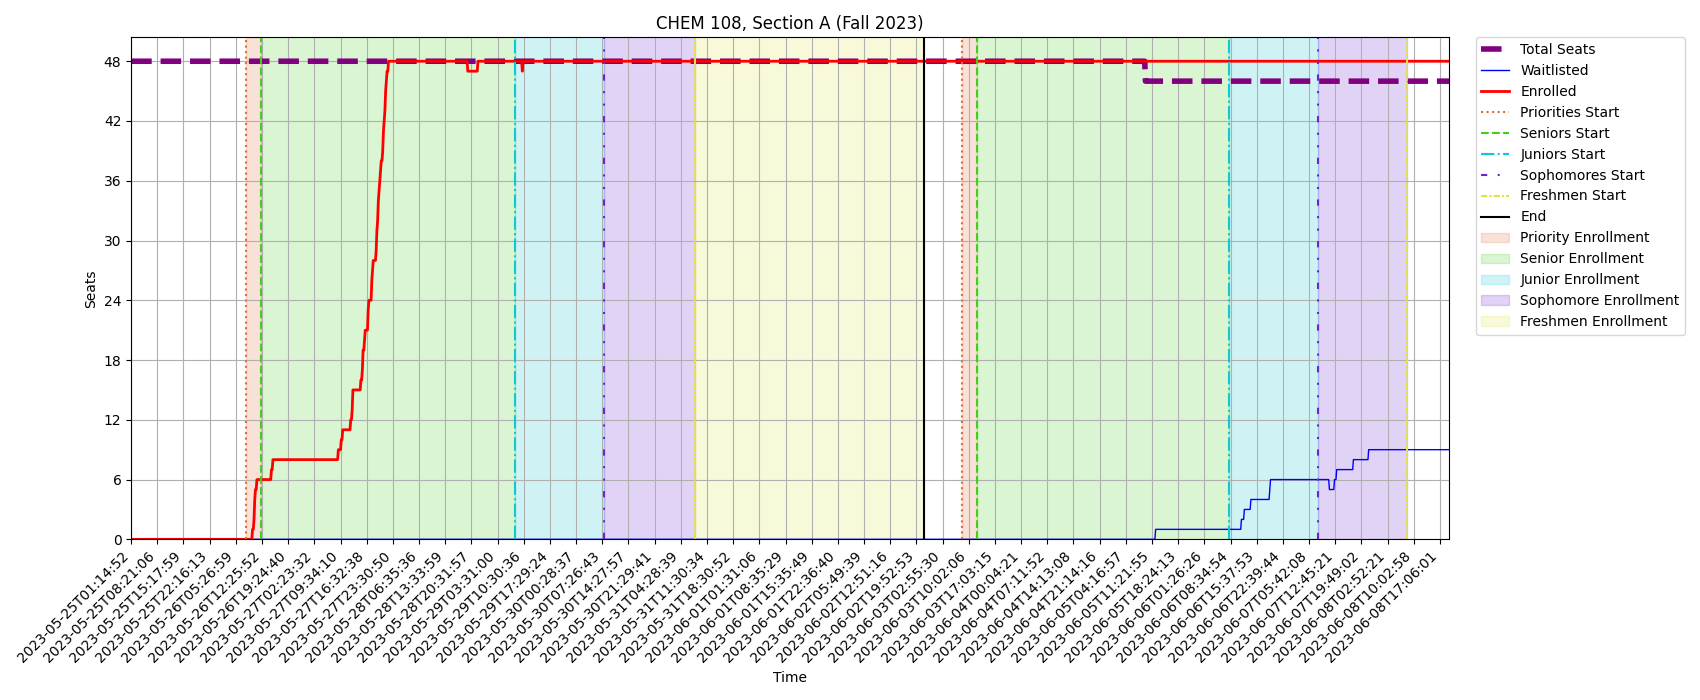 CHEM 108, Section A (Fall 2023)
Seats
48
42
36
30
24
18
12
6
0
2023-05-25T01:14:52
2023-05-25T08:21:06
2023-05-25T15:17:59
2023-05-25T22:16:13
2023-05-26T05:26:59
2023-05-26T12:25:52
2023-05-26T19:24:40
2023-05-27T02:23:32
2023-05-27T09:34:10
2023-05-27T16:32:38
2023-05-27T23:30:50
2023-05-28T06:35:36
2023-05-28T13:33:59
2023-05-28T20:31:57
2023-05-29T03:31:00
2023-05-29T10:30:36
2023-05-29T17:29:24
2023-05-30T00:28:37
2023-05-30T07:26:43
2023-05-30T14:27:57
2023-05-30T21:29:41
2023-05-31T04:28:39
2023-05-31T11:30:34
2023-05-31T18:30:52
2023-06-01T01:31:06
2023-06-01T08:35:29
2023-06-01T15:35:49
2023-06-01T22:36:40
2023-06-02T05:49:39
2023-06-02T12:51:16
2023-06-02T19:52:53
2023-06-03T02:55:30
2023-06-03T10:02:06
2023-06-03T17:03:15
2023-06-04T00:04:21
2023-06-04T07:11:52
2023-06-04T14:13:08
2023-06-04T21:14:16
2023-06-05T04:16:57
2023-06-05T11:21:55
2023-06-05T18:24:13
2023-06-06T01:26:26
2023-06-06T08:34:54
2023-06-06T15:37:53
2023-06-06T22:39:44
2023-06-07T05:42:08
2023-06-07T12:45:21
2023-06-07T19:49:02
2023-06-08T02:52:21
2023-06-08T10:02:58
2023-06-08T17:06:01
Time
Total Seats
Waitlisted
Enrolled
Priorities Start
Seniors Start
Juniors Start
Sophomores Start
Freshmen Start
End
Priority Enrollment
Senior Enrollment
Junior Enrollment
Sophomore Enrollment
Freshmen Enrollment